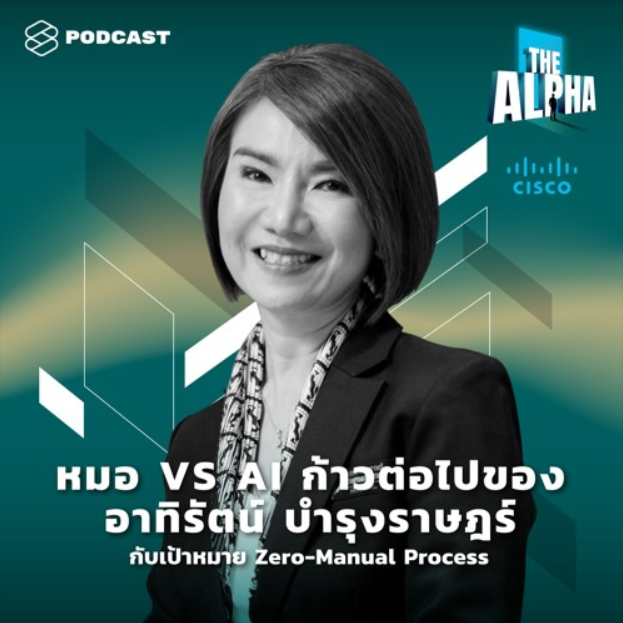 PODCAST
THE
ALPHA
CISCO
หมอ VS AI ก้าวต่อไปของ
อาทิรัตน์ บำรุงราษฎร์
กับเป้าหมาย Zero-Manual Process